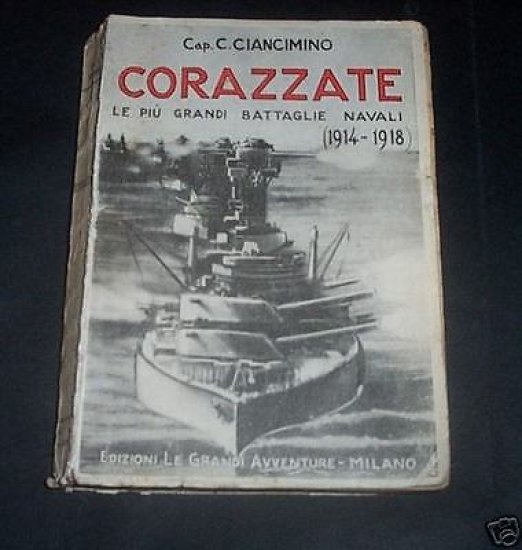 Cap. C. CIANCIMINO
CORAZZATE
LE PIÙ GRANDI BATTAGLIE NAVALI
(1914-1918)
EDIZIONI LE GRANDI AVVENTURE - MILANO